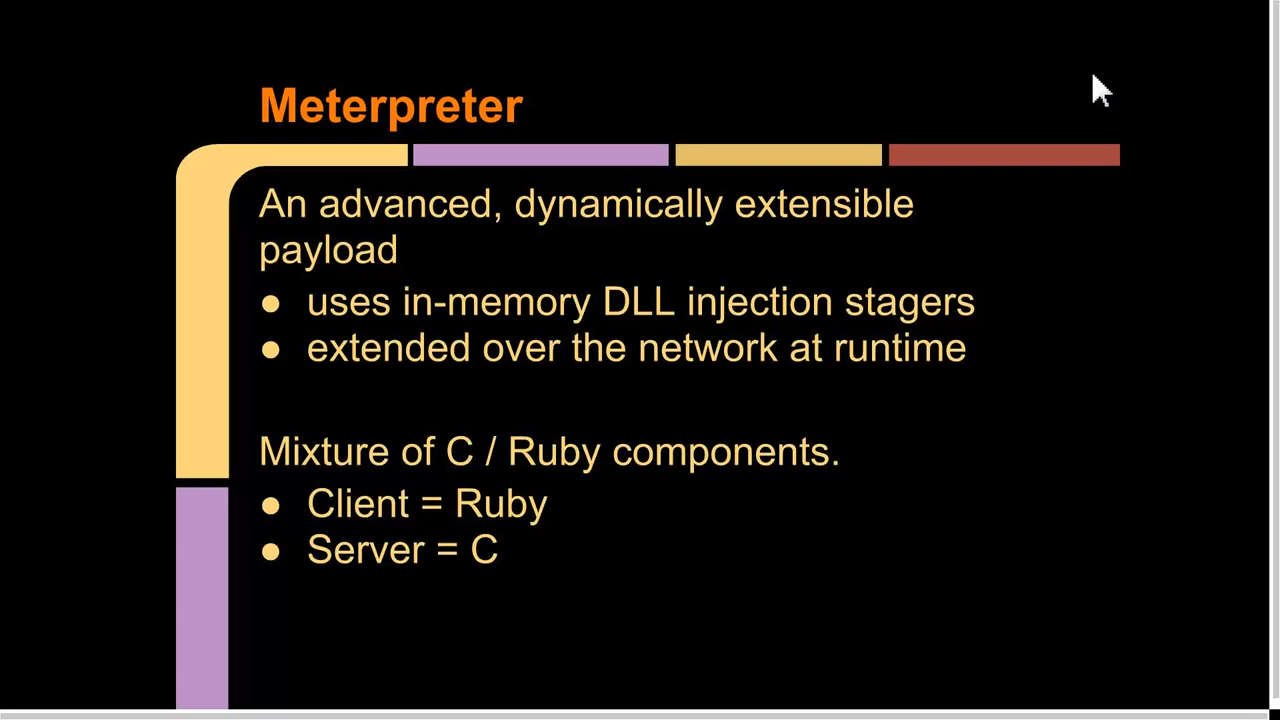 Meterpreter
An advanced, dynamically extensible
payload
● uses in-memory DLL injection stagers
● extended over the network at runtime
Mixture of C / Ruby components.
● Client = Ruby
● Server = C